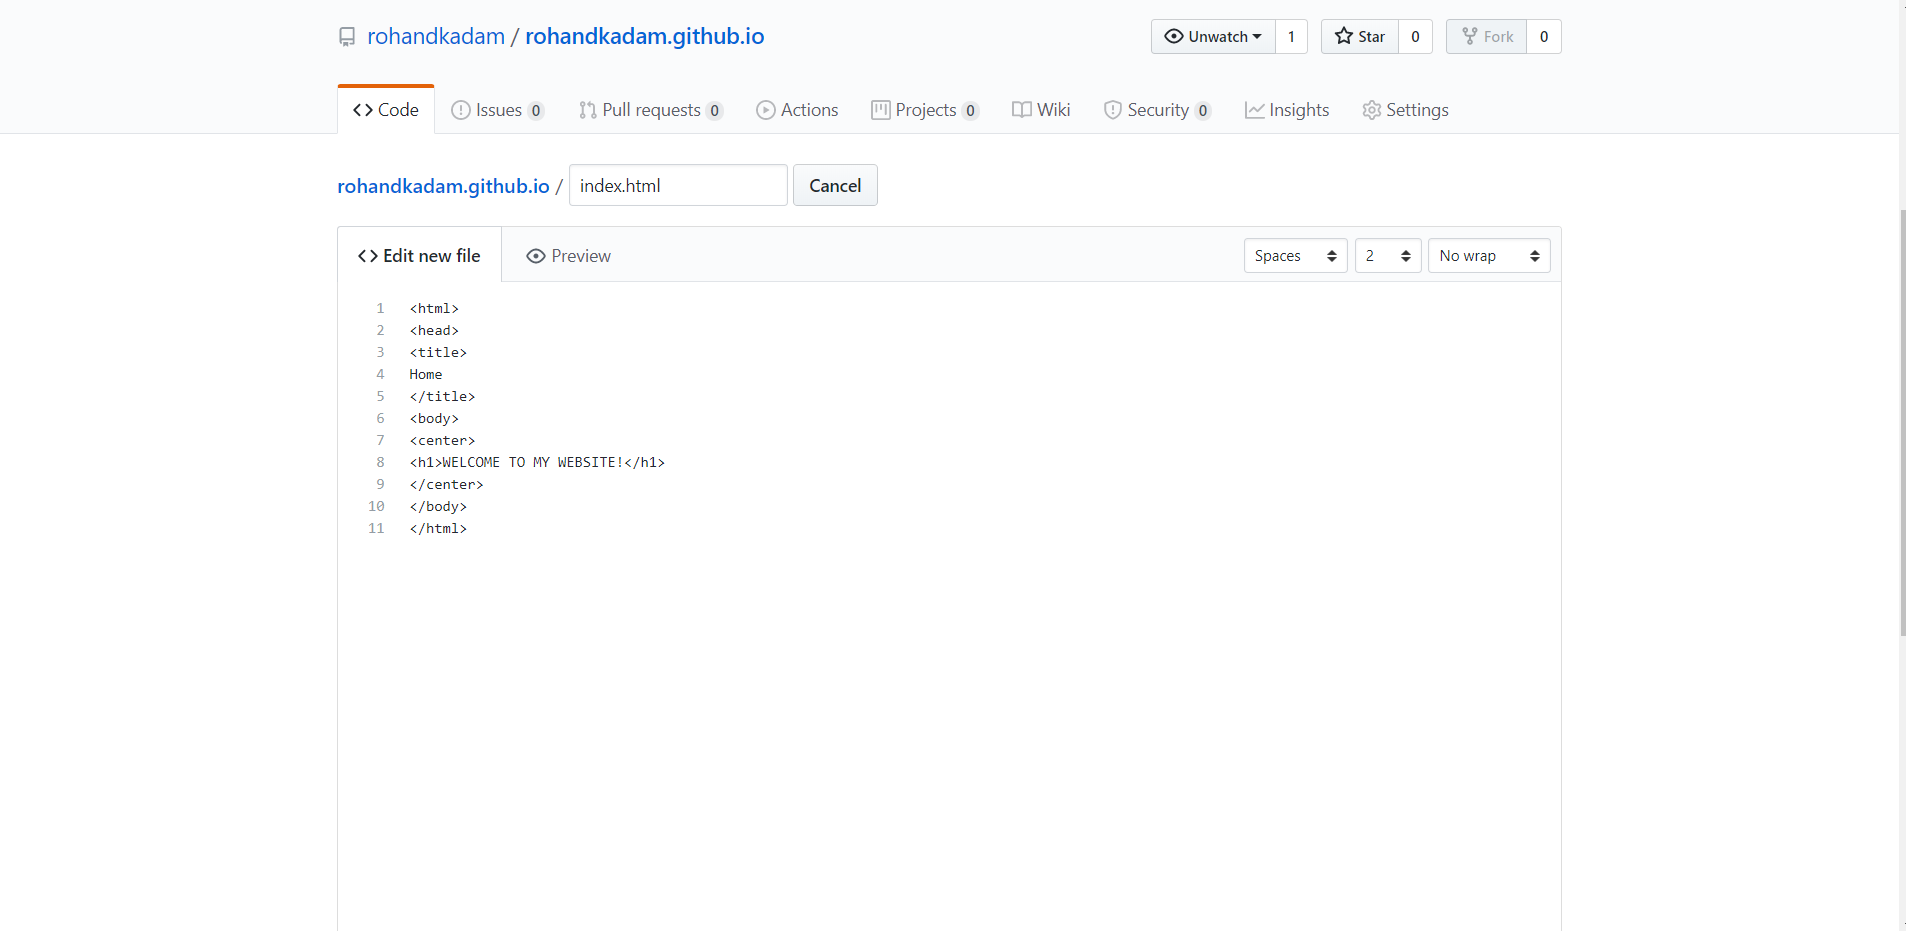 rohandkadam / rohandkadam.github.io Unwatch 1 Star 0 Fork 0
Code Issues 0 Pull requests 0 Actions Projects 0 Wiki Security 0 Insights Settings
rohandkadam.github.io / index.html Cancel
Edit new file Preview Spaces 2 No wrap
1 <html>
2 <head>
3 <title>
4 Home
5 </title>
6 <body>
7 <center>
8 <h1>WELCOME TO MY WEBSITE!</h1>
9 </center>
10 </body>
11 </html>